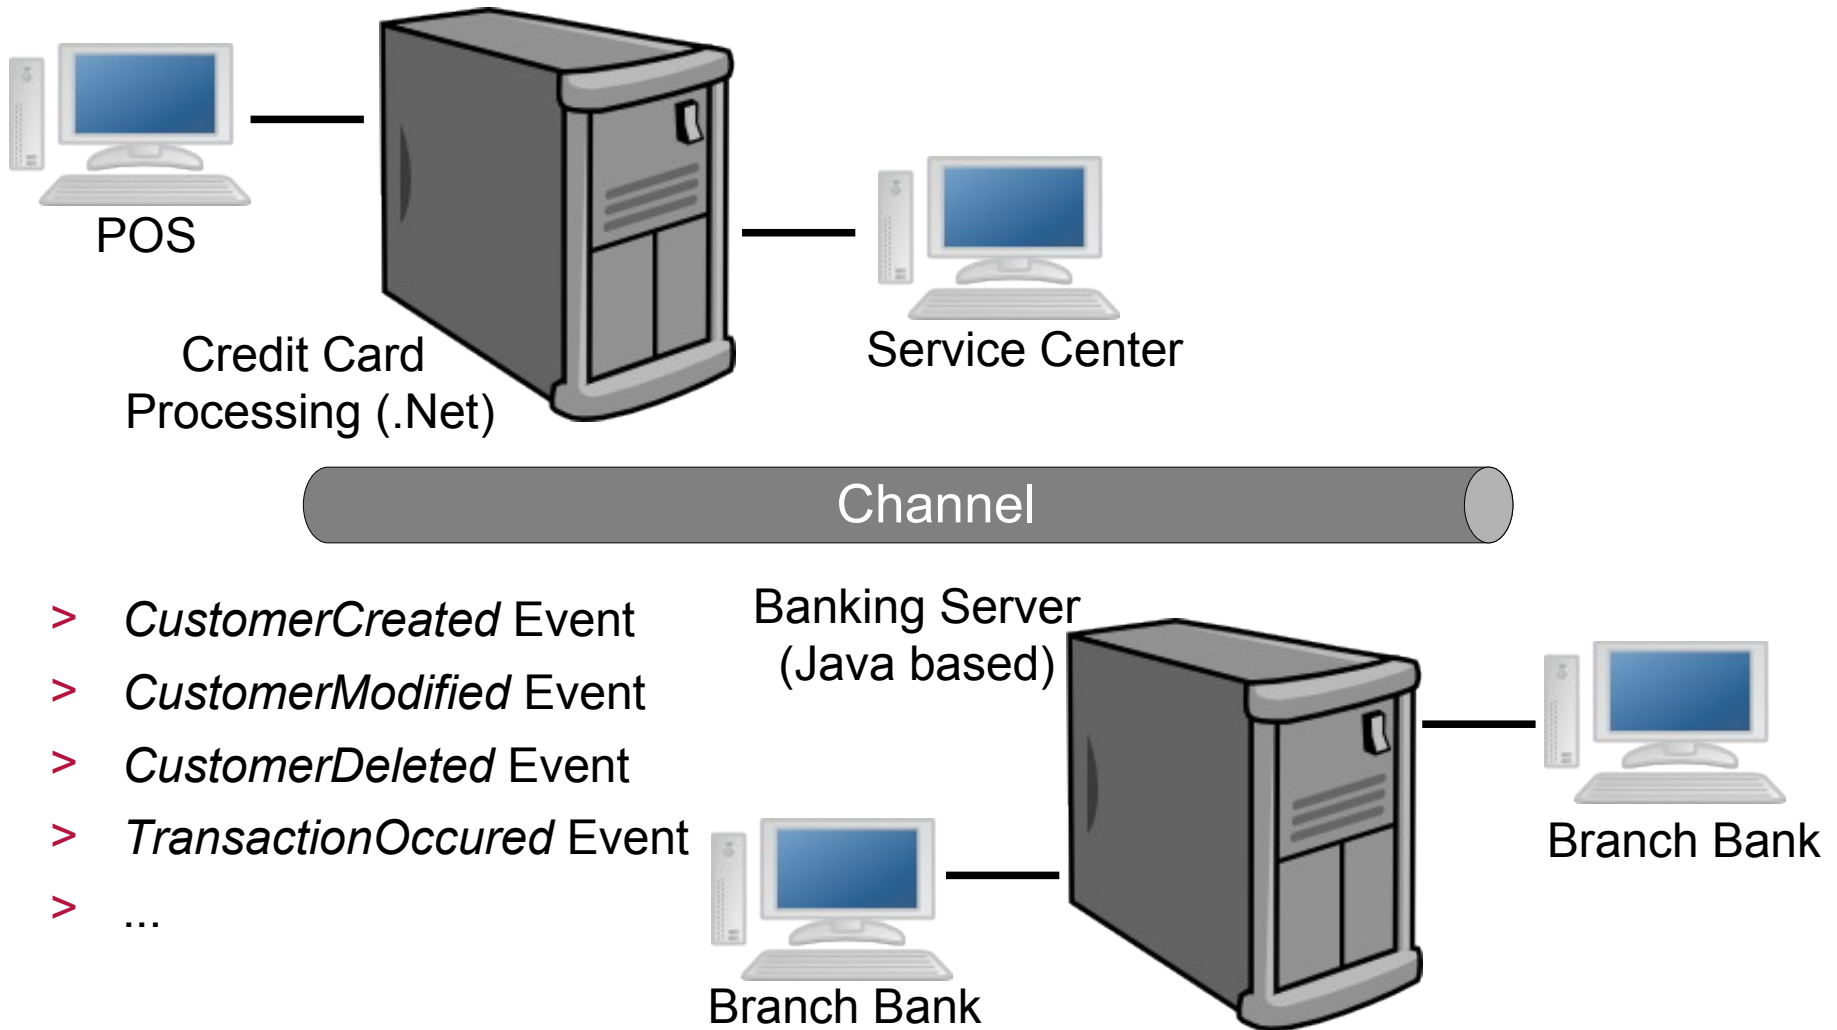 POS
Credit Card
Processing (.Net)
Service Center
Channel
> CustomerCreated Event
> CustomerModified Event
> CustomerDeleted Event
> TransactionOccured Event
> ...
Banking Server
(Java based)
Branch Bank
Branch Bank